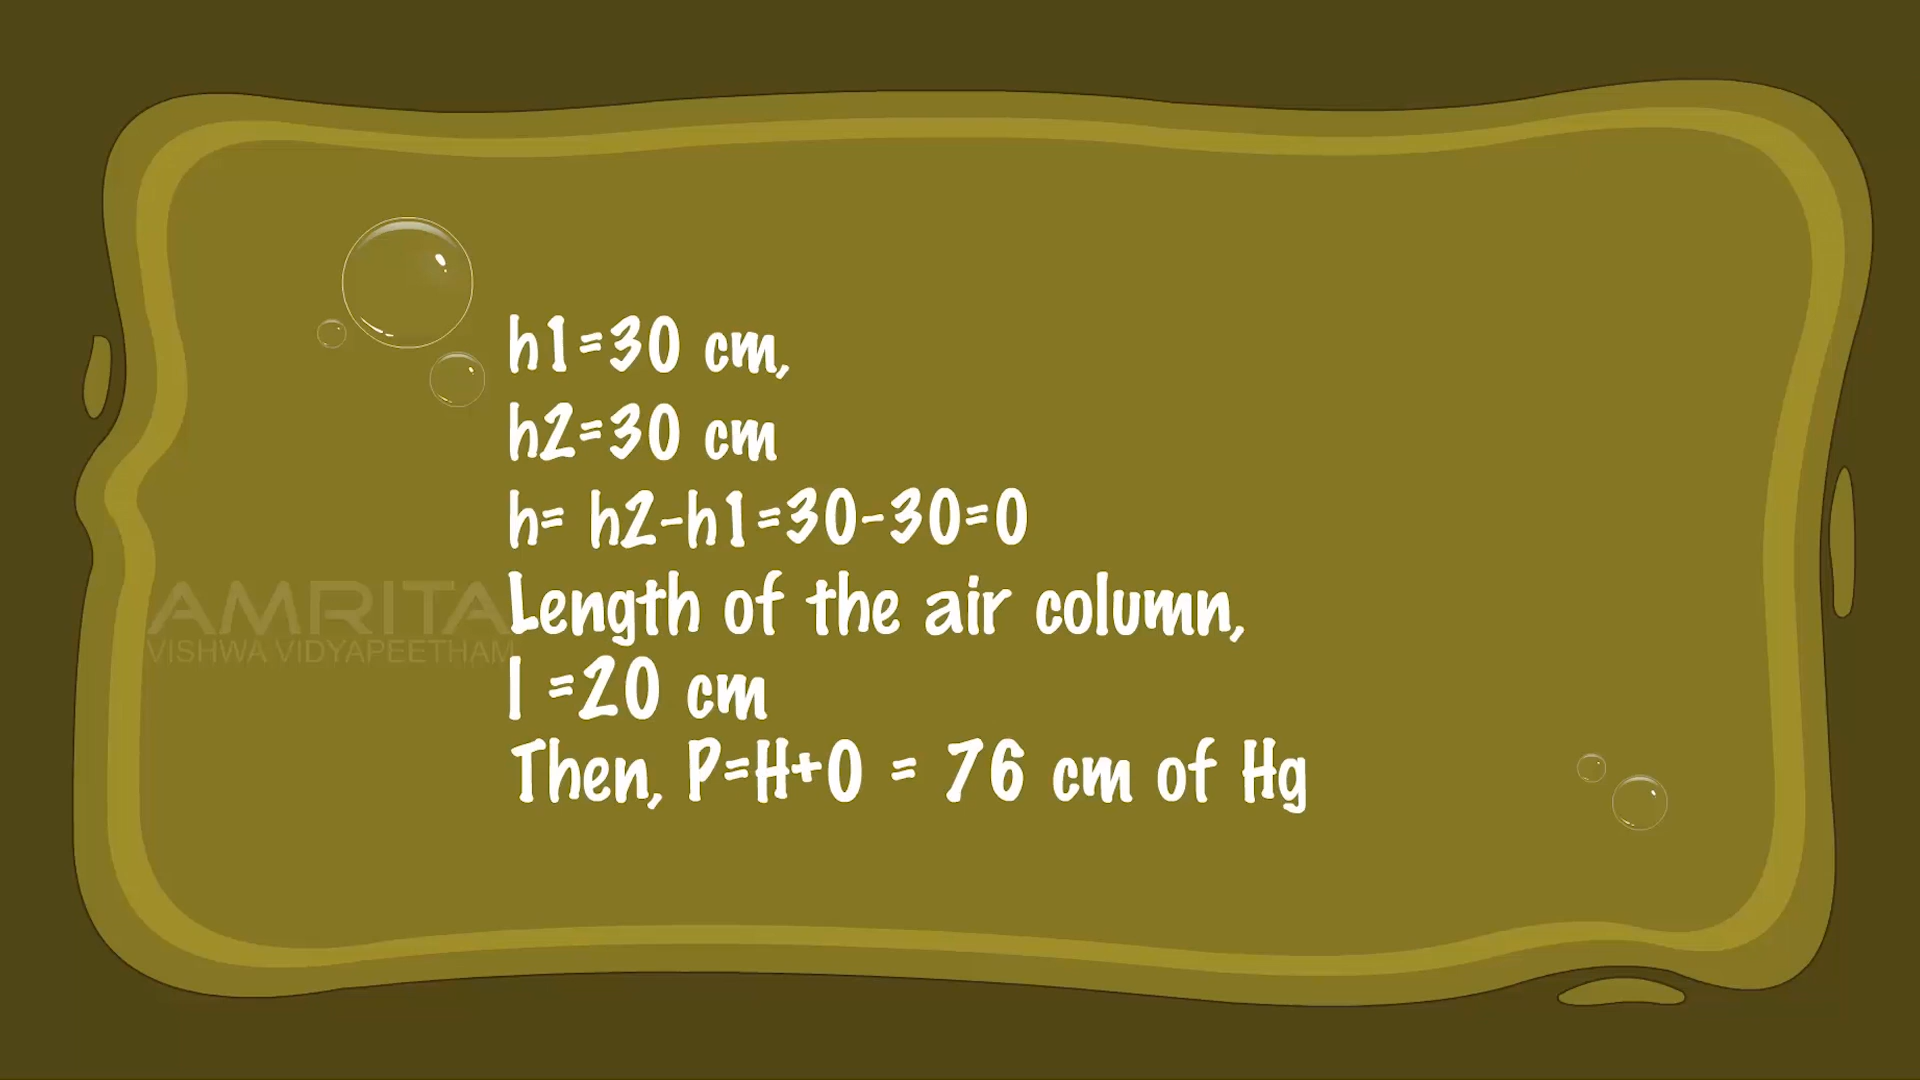 h1=30 cm,
h2=30 cm
h= h2-h1=30-30=0
AMRITA
VISHWA VIDYAPEETHAM
Length of the air column,
l =20 cm
Then, P=H+0 = 76 cm of Hg